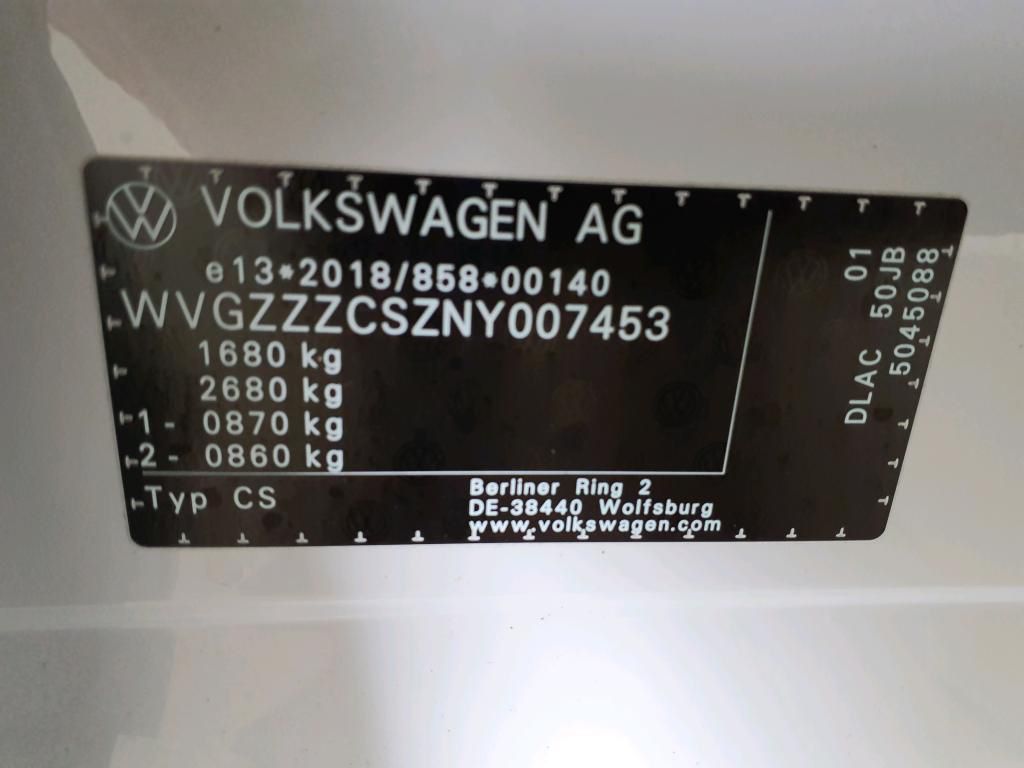 VOLKSWAGEN AG
e13*2018/858*00140
WVGZZZCSZNY007453
1680 kg
2680 kg
1 - 0870 kg
2 - 0860 kg
Typ CS
Berliner Ring 2
DE-38440 Wolfsburg
www.volkswagen.com
DLAC 50JB 01
5045088